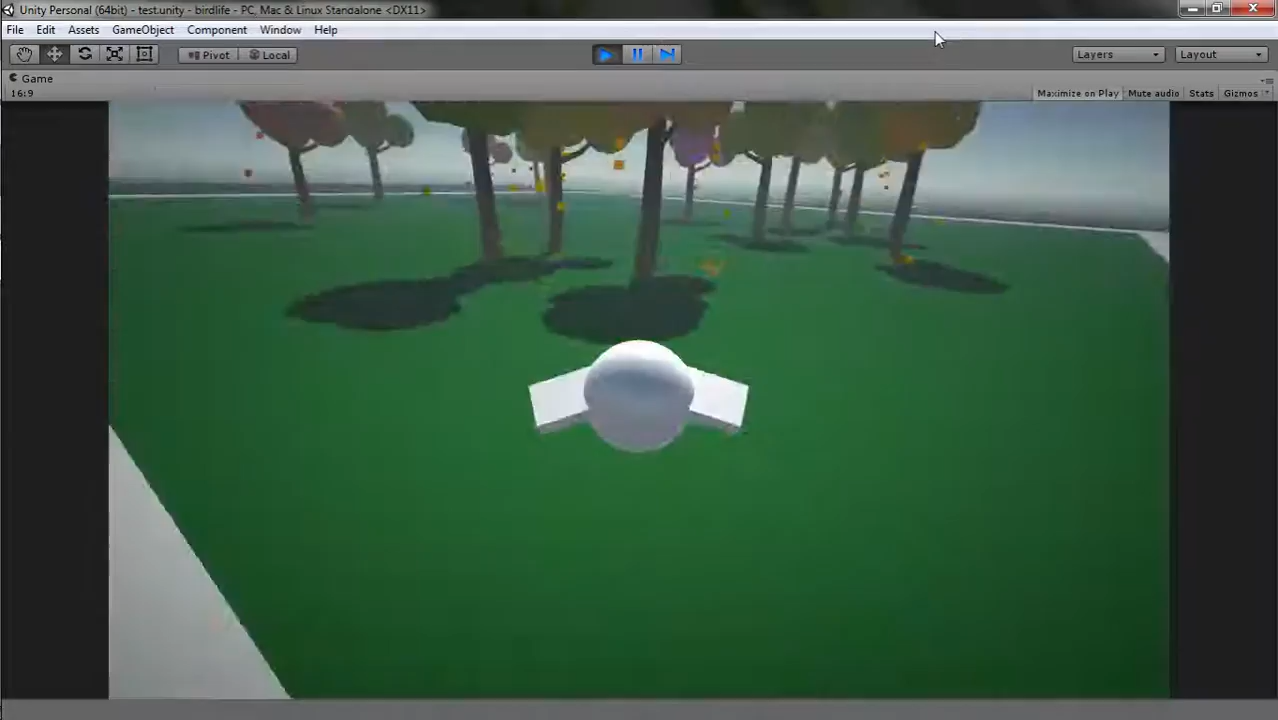 Unity Personal (64bit) - test.unity - birdlife - PC, Mac & Linux Standalone <DX11>
File Edit Assets GameObject Component Window Help
Pivot Local Layers Layout
Game
16:9 Maximize on Play Mute audio Stats Gizmos